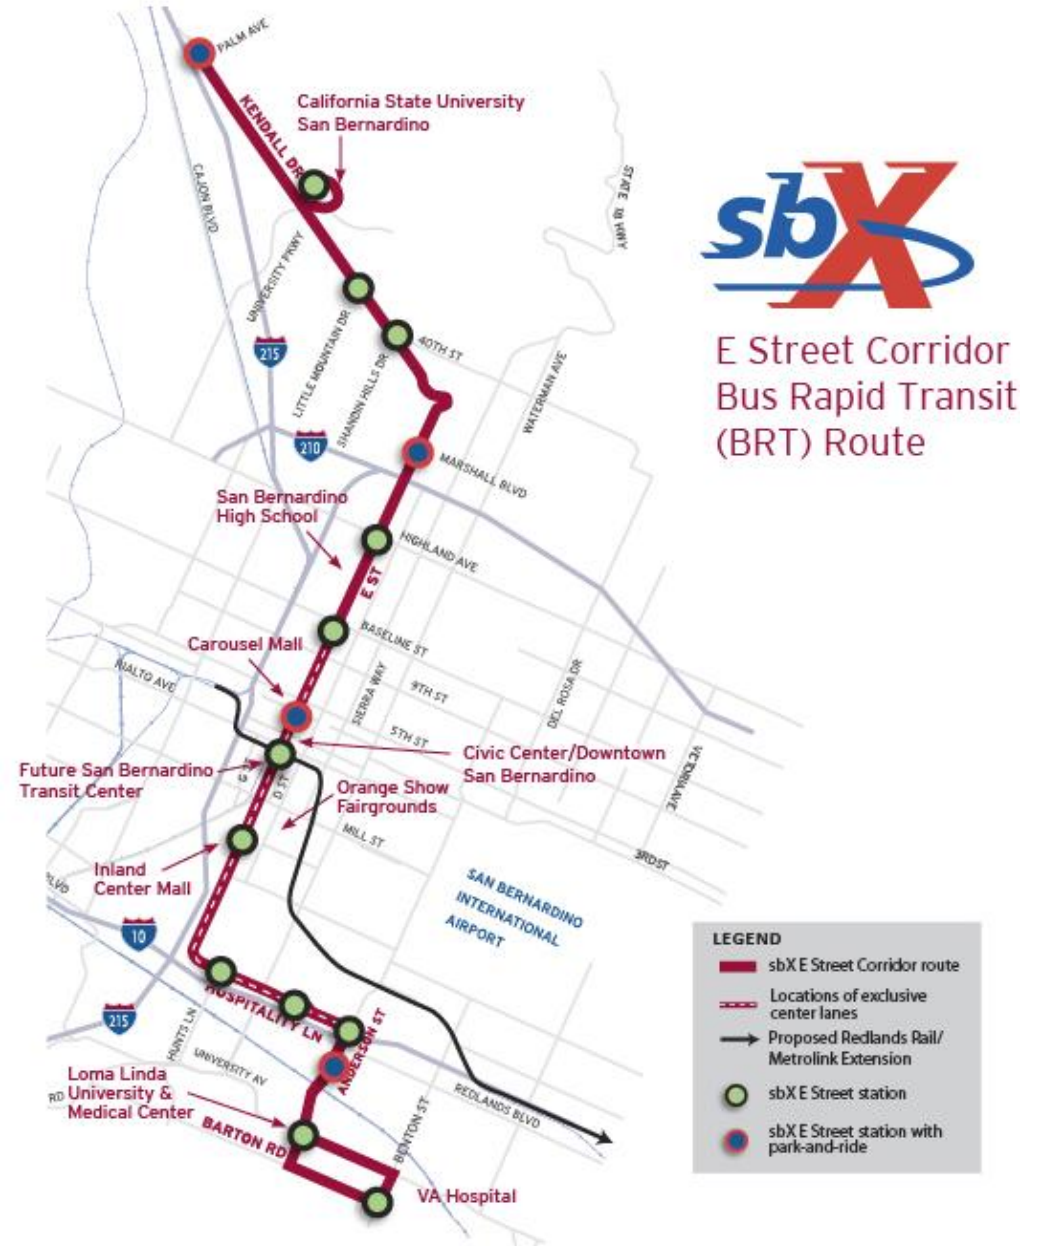 PALM AVE
KENDALL DR
California State University
San Bernardino
CAJON BLVD
STATE 18 HWY
sbX
E Street Corridor
Bus Rapid Transit
(BRT) Route
UNIVERSITY PKWY
LITTLE MOUNTAIN DR
SHANDIN HILLS DR
40TH ST
WATERMAN AVE
215
210
MARSHALL BLVD
San Bernardino
High School
HIGHLAND AVE
E ST
BASELINE ST
Carousel Mall
RIALTO AVE
SIERRA WAY
9TH ST
DEL ROSA DR
5TH ST
VICTORIA AVE
Civic Center/Downtown
San Bernardino
Future San Bernardino
Transit Center
D ST
Orange Show
Fairgrounds
MILL ST
3RD ST
Inland
Center Mall
BLVD
SAN BERNARDINO
INTERNATIONAL
AIRPORT
10
215
HOSPITALITY LN
HUNTS LN
ANDERSON ST
UNIVERSITY AV
Loma Linda
University &
Medical Center
RD
REDLANDS BLVD
BARTON RD
BENTON ST
VA Hospital
LEGEND
sbX E Street Corridor route
Locations of exclusive
center lanes
Proposed Redlands Rail/
Metrolink Extension
sbX E Street station
sbX E Street station with
park-and-ride